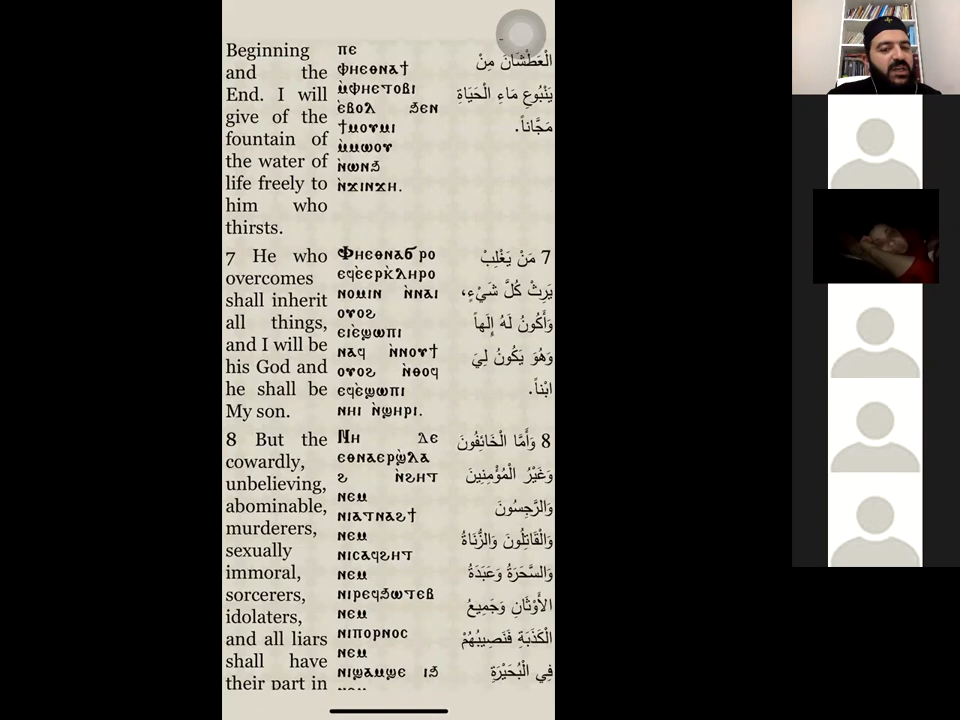 Beginning
and the
End. I will
give of the
fountain of
the water of
life freely to
him who
thirsts.
7 He who
overcomes
shall inherit
all things,
and I will be
his God and
he shall be
My son.
8 But the
cowardly,
unbelieving,
abominable,
murderers,
sexually
immoral,
sorcerers,
idolaters,
and all liars
shall have
their part in
ⲡⲉ
ⲫⲏⲉⲑⲛⲁϯ
ⲙ̀ⲫⲏⲉⲧⲟⲃⲓ
ⲉ̀ⲃⲟⲗ ϧⲉⲛ
ϯⲙⲟⲩⲙⲓ
ⲙ̀ⲙⲱⲟⲩ
ⲛ̀ⲱⲛϧ
ⲛ̀ϫⲓⲛϫⲏ.
Ⲫⲏⲉⲑⲛⲁϭⲣⲟ
ⲉϥⲉ̀ⲉⲣⲕ̀ⲗⲏⲣⲟ
ⲛⲟⲙⲓⲛ ⲛ̀ⲛⲁⲓ
ⲟⲩⲟϩ
ⲉⲓⲉ̀ϣⲱⲡⲓ
ⲛⲁϥ ⲛ̀ⲛⲟⲩϯ
ⲟⲩⲟϩ ⲛ̀ⲑⲟϥ
ⲉϥⲉ̀ϣⲱⲡⲓ
ⲛⲏⲓ ⲛ̀ϣⲏⲣⲓ.
Ⲛⲏ ⲇⲉ
ⲉⲑⲛⲁⲉⲣϣ̀ⲗⲁ
ϩ ⲛ̀ϩⲏⲧ
ⲛⲉⲙ
ⲛⲓⲁⲧⲛⲁϩϯ
ⲛⲉⲙ
ⲛⲓⲥⲁϥϩⲏⲧ
ⲛⲉⲙ
ⲛⲓⲣⲉϥϧⲱⲧⲉⲃ
ⲛⲉⲙ
ⲛⲓⲡⲟⲣⲛⲟⲥ
ⲛⲉⲙ
ⲛⲓϣⲁⲙϣⲉ ⲓϧ
ⲛⲉⲙ
الْعَطْشَانَ مِنْ
يَنْبُوعِ مَاءِ الْحَيَاةِ
مَجَّاناً.
7 مَنْ يَغْلِبْ
يَرِثْ كُلَّ شَيْءٍ،
وَأَكُونُ لَهُ إِلَهاً
وَهُوَ يَكُونُ لِيَ
ابْناً.
8 وَأَمَّا الْخَائِفُونَ
وَغَيْرُ الْمُؤْمِنِينَ
وَالرَّجِسُونَ
وَالْقَاتِلُونَ وَالزُّنَاةُ
وَالسَّحَرَةُ وَعَبَدَةُ
الأَوْثَانِ وَجَمِيعُ
الْكَذَبَةِ فَنَصِيبُهُمْ
فِي الْبُحَيْرَةِ